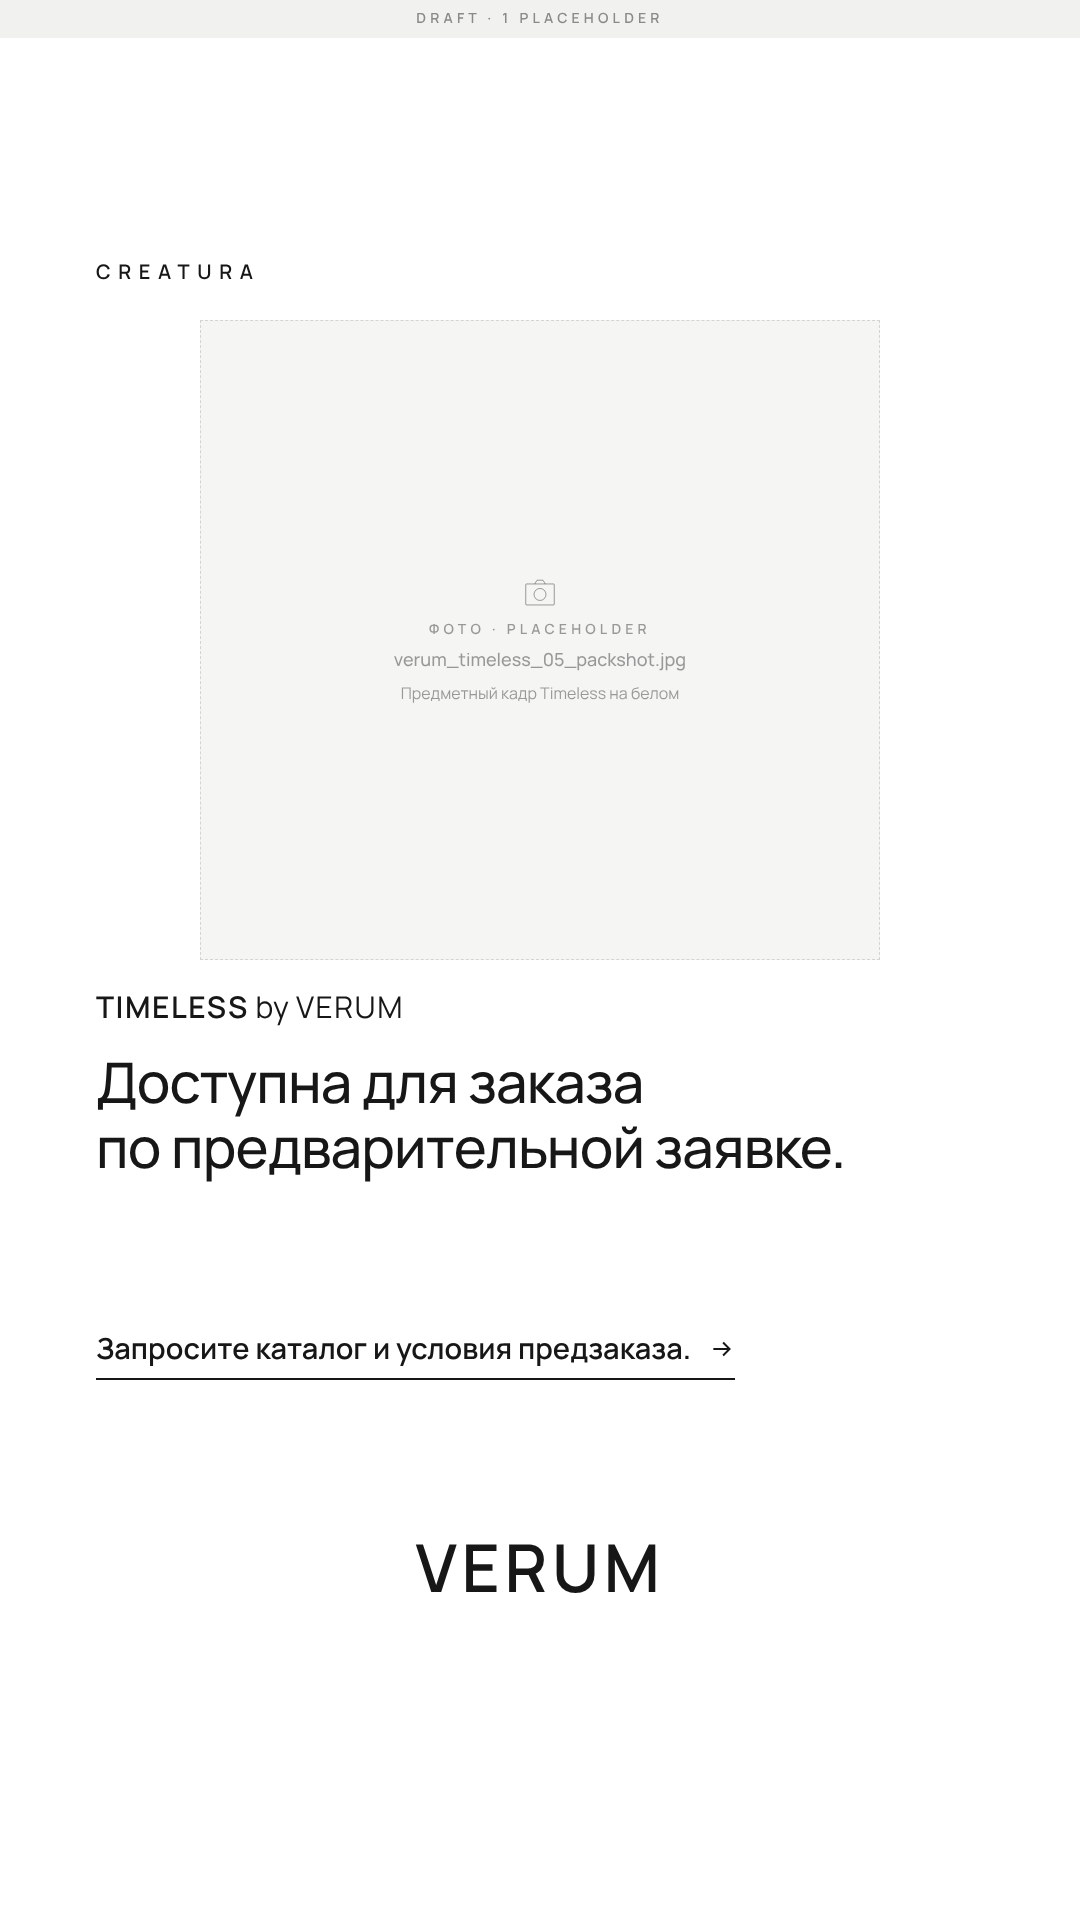 DRAFT · 1 PLACEHOLDER
CREATURA
ФОТО · PLACEHOLDER
verum_timeless_05_packshot.jpg
Предметный кадр Timeless на белом
TIMELESS by VERUM
Доступна для заказа
по предварительной заявке.
Запросите каталог и условия предзаказа. →
VERUM